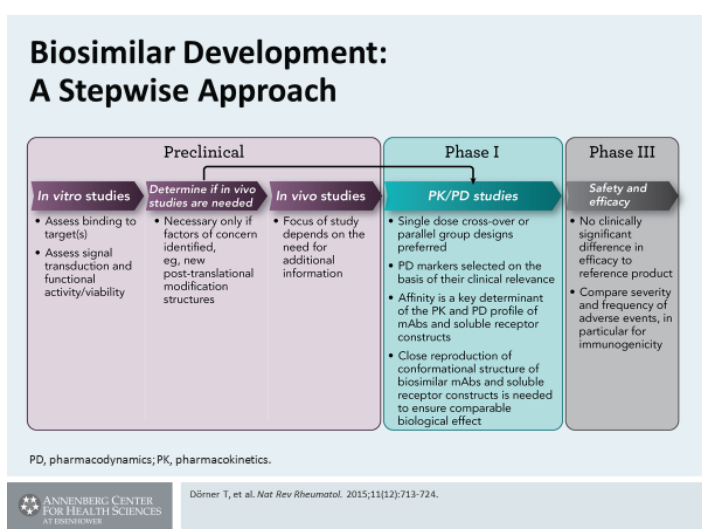 Biosimilar Development:
A Stepwise Approach
Preclinical
In vitro studies
• Assess binding to
target(s)
• Assess signal
transduction and
functional
activity/viability
Determine if in vivo
studies are needed
• Necessary only if
factors of concern
identified,
eg, new
post-translational
modification
structures
In vivo studies
• Focus of study
depends on the
need for
additional
information
Phase I
PK/PD studies
• Single dose cross-over or
parallel group designs
preferred
• PD markers selected on the
basis of their clinical relevance
• Affinity is a key determinant
of the PK and PD profile of
mAbs and soluble receptor
constructs
• Close reproduction of
conformational structure of
biosimilar mAbs and soluble
receptor constructs is needed
to ensure comparable
biological effect
Phase III
Safety and
efficacy
• No clinically
significant
difference in
efficacy to
reference product
• Compare severity
and frequency of
adverse events, in
particular for
immunogenicity
PD, pharmacodynamics; PK, pharmacokinetics.
ANNENBERG CENTER
FOR HEALTH SCIENCES
AT EISENHOWER
Dörner T, et al. Nat Rev Rheumatol. 2015;11(12):713-724.